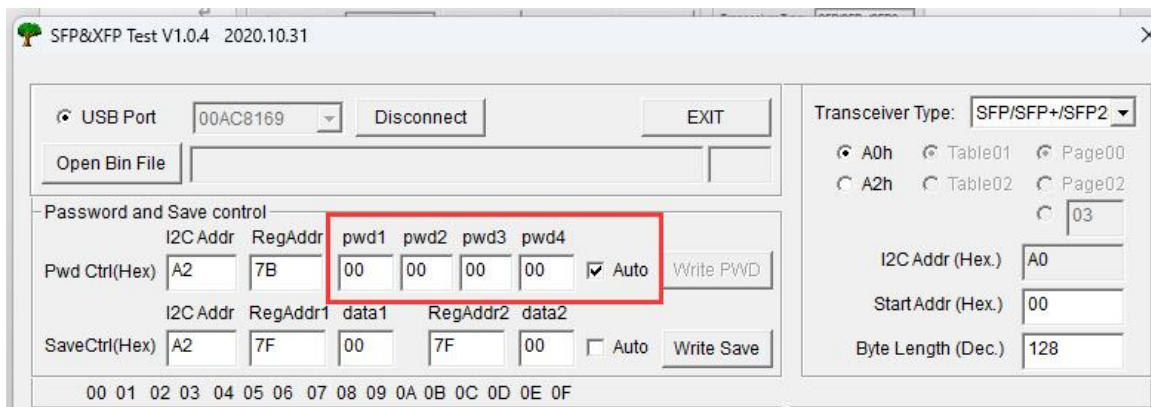 SFP&XFP Test V1.0.4 2020.10.31
USB Port 00AC8169 Disconnect EXIT
Open Bin File
Password and Save control
I2C Addr RegAddr pwd1 pwd2 pwd3 pwd4
Pwd Ctrl(Hex) A2 7B 00 00 00 00 Auto Write PWD
I2C Addr RegAddr1 data1 RegAddr2 data2
SaveCtrl(Hex) A2 7F 00 7F 00 Auto Write Save
00 01 02 03 04 05 06 07 08 09 0A 0B 0C 0D 0E 0F
Transceiver Type: SFP/SFP+/SFP2
A0h Table01 Page00
A2h Table02 Page02
03
I2C Addr (Hex.) A0
Start Addr (Hex.) 00
Byte Length (Dec.) 128